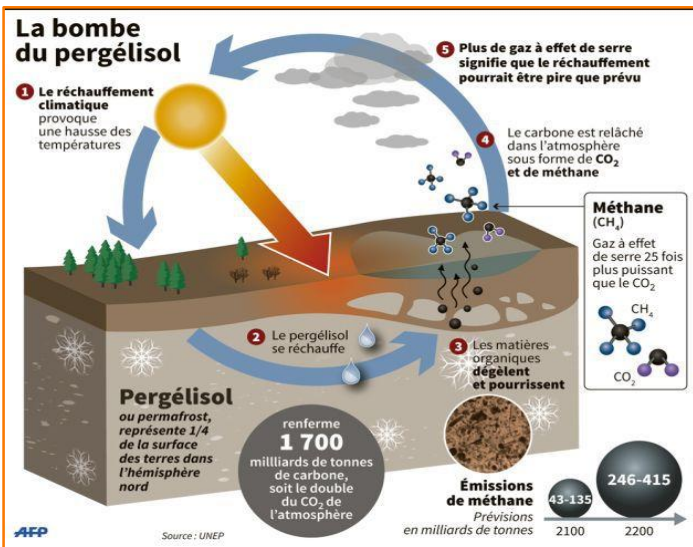 La bombe
du pergélisol
1 Le réchauffement
climatique
provoque
une hausse des
températures
5 Plus de gaz à effet de serre
signifie que le réchauffement
pourrait être pire que prévu
4 Le carbone est relâché
dans l'atmosphère
sous forme de CO2
et de méthane
Méthane
(CH4)
Gaz à effet
de serre 25 fois
plus puissant
que le CO2
CH4
CO2
2 Le pergélisol
se réchauffe
3 Les matières
organiques
dégèlent
et pourrissent
Pergélisol
ou permafrost,
représente 1/4
de la surface
des terres dans
l'hémisphère
nord
renferme
1 700
millliards de tonnes
de carbone,
soit le double
du CO2 de
l'atmosphère
Émissions
de méthane
Prévisions
en milliards de tonnes
43-135
246-415
2100
2200
AFP
Source : UNEP